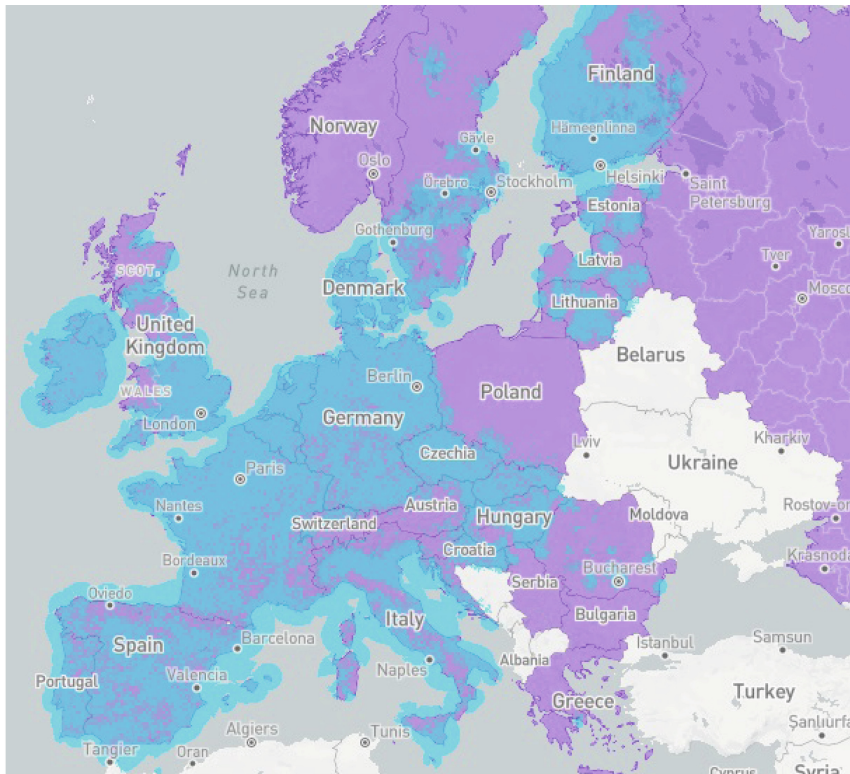 Finland
Norway
Hämeenlinna
Gävle
Oslo
Helsinki
Saint
Petersburg
Örebro
Stockholm
Estonia
Gothenburg
Yarosl
Tver
Latvia
SCOT.
North
Sea
Denmark
Mosco
Lithuania
United
Kingdom
Belarus
Berlin
WALES
Poland
London
Germany
Kharkiv
Lviv
Czechia
Ukraine
Paris
Nantes
Austria
Rostov-on
Moldova
Switzerland
Hungary
Croatia
Bordeaux
Bucharest
Krasnoda
Serbia
Oviedo
Italy
Bulgaria
Spain
Barcelona
Istanbul
Samsun
Albania
Naples
Portugal
Valencia
Turkey
Greece
Algiers
Tunis
Şanlıurfa
Tangier
Oran
Cyprus
Syria